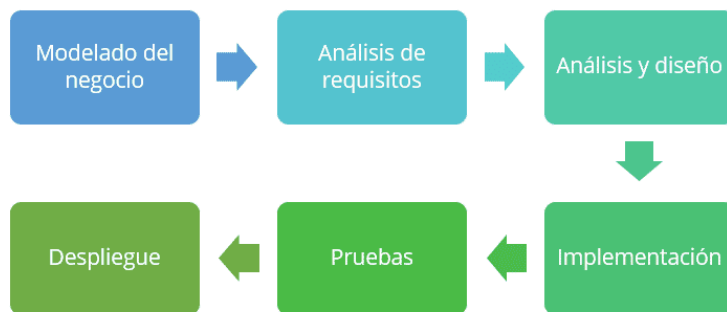 Modelado del
negocio
Análisis de
requisitos
Análisis y diseño
Implementación
Pruebas
Despliegue